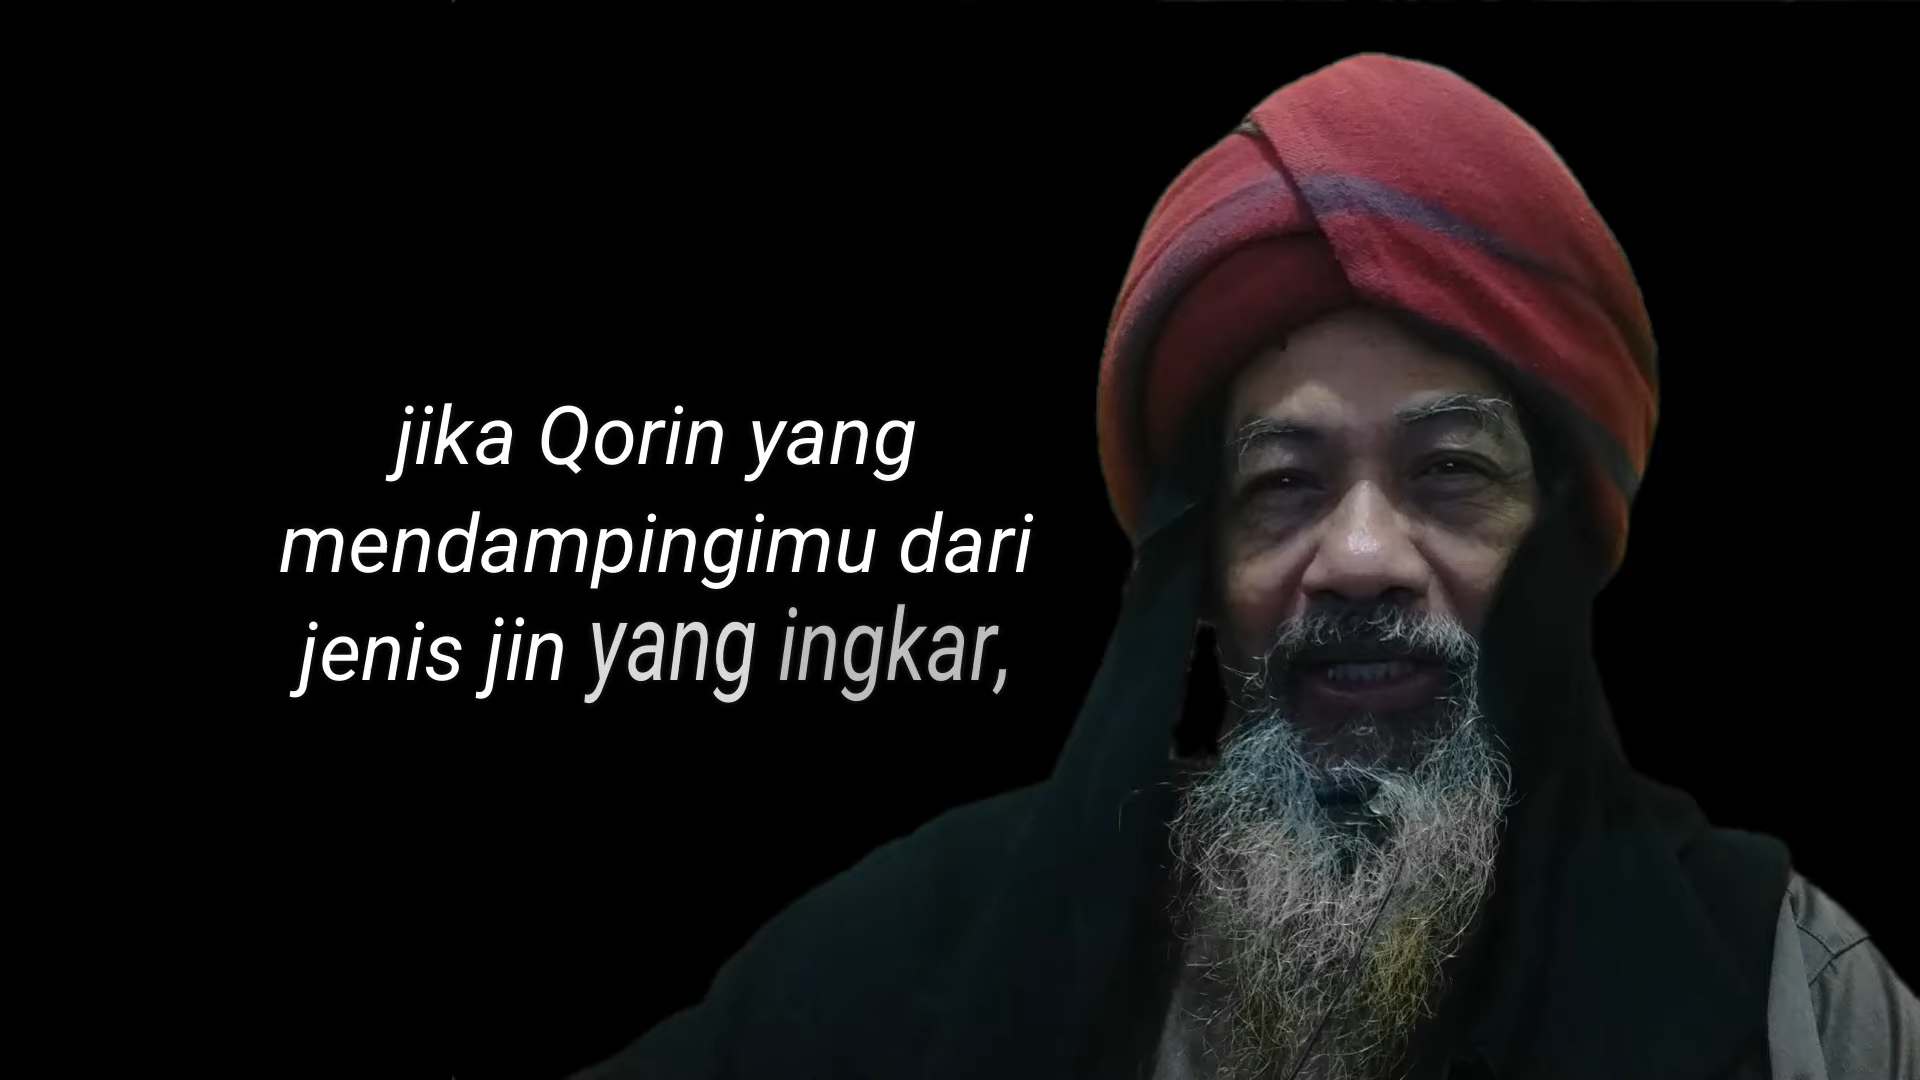 jika Qorin yang
mendampingimu dari
jenis jin yang ingkar,